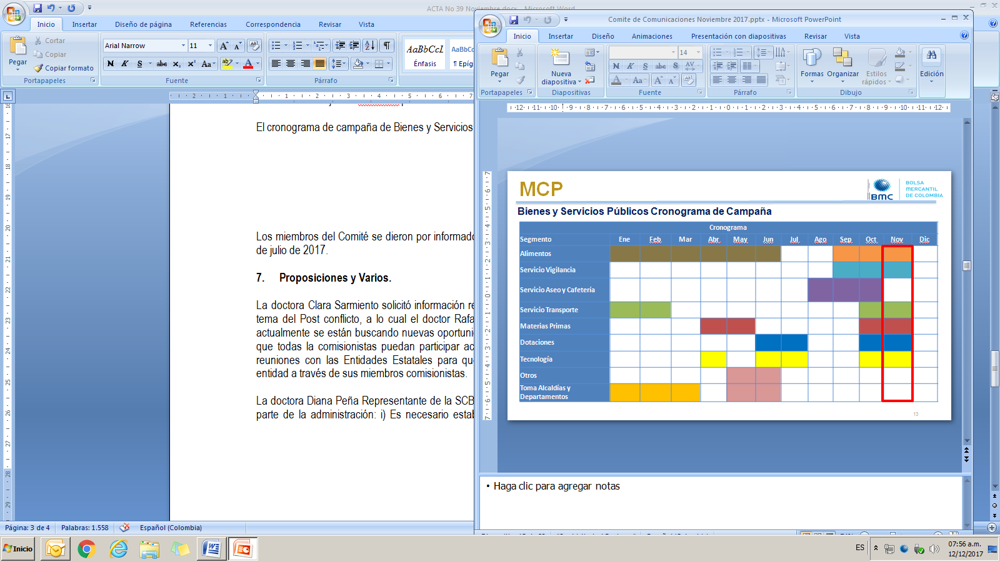 ACTA No 39 Noviembre.docx - Microsoft Word
Inicio Insertar Diseño de página Referencias Correspondencia Revisar Vista
Pegar
Cortar
Copiar
Copiar formato
Portapapeles
Arial Narrow 11
Fuente
Párrafo
AaBbCcL
Énfasis
AaBbCc
¶ Epíg
El cronograma de campaña de Bienes y Servicios
Los miembros del Comité se dieron por informado
de julio de 2017.
7. Proposiciones y Varios.
La doctora Clara Sarmiento solicitó información re
tema del Post conflicto, a lo cual el doctor Rafa
actualmente se están buscando nuevas oportuni
que todas la comisionistas puedan participar ac
reuniones con las Entidades Estatales para qu
entidad a través de sus miembros comisionistas.
La doctora Diana Peña Representante de la SCB
parte de la administración: i) Es necesario estab
Página: 3 de 4 Palabras: 1.558 Español (Colombia)
Comite de Comunicaciones Noviembre 2017.pptx - Microsoft PowerPoint
Inicio Insertar Diseño Animaciones Presentación con diapositivas Revisar Vista
Pegar
Portapapeles
Nueva
diapositiva
Diapositivas
14
Fuente
Párrafo
Formas Organizar Estilos
rápidos
Dibujo
Edición
MCP
BMC
BOLSA
MERCANTIL
DE COLOMBIA
Bienes y Servicios Públicos Cronograma de Campaña
Cronograma
Segmento Ene Feb Mar Abr May Jun Jul Ago Sep Oct Nov Dic
Alimentos
Servicio Vigilancia
Servicio Aseo y Cafetería
Servicio Transporte
Materias Primas
Dotaciones
Tecnología
Otros
Toma Alcaldías y
Departamentos
13
• Haga clic para agregar notas
Inicio
ES
07:56 a.m.
12/12/2017